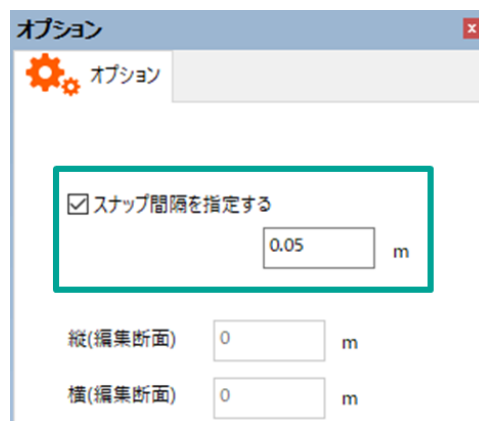 オプション
オプション
スナップ間隔を指定する
0.05 m
縦(編集断面) 0 m
横(編集断面) 0 m